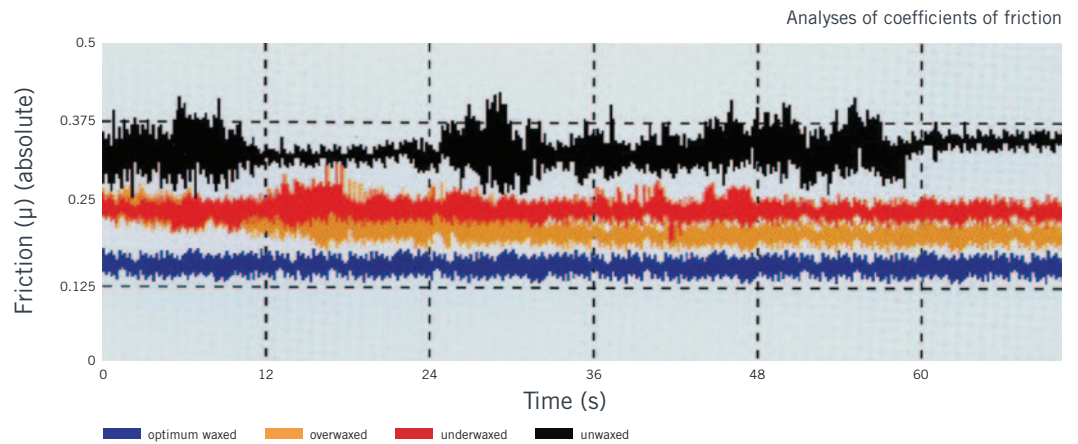 Analyses of coefficients of friction
Friction (μ) (absolute)
0.5
0.375
0.25
0.125
0
0 12 24 36 48 60
Time (s)
optimum waxed overwaxed underwaxed unwaxed